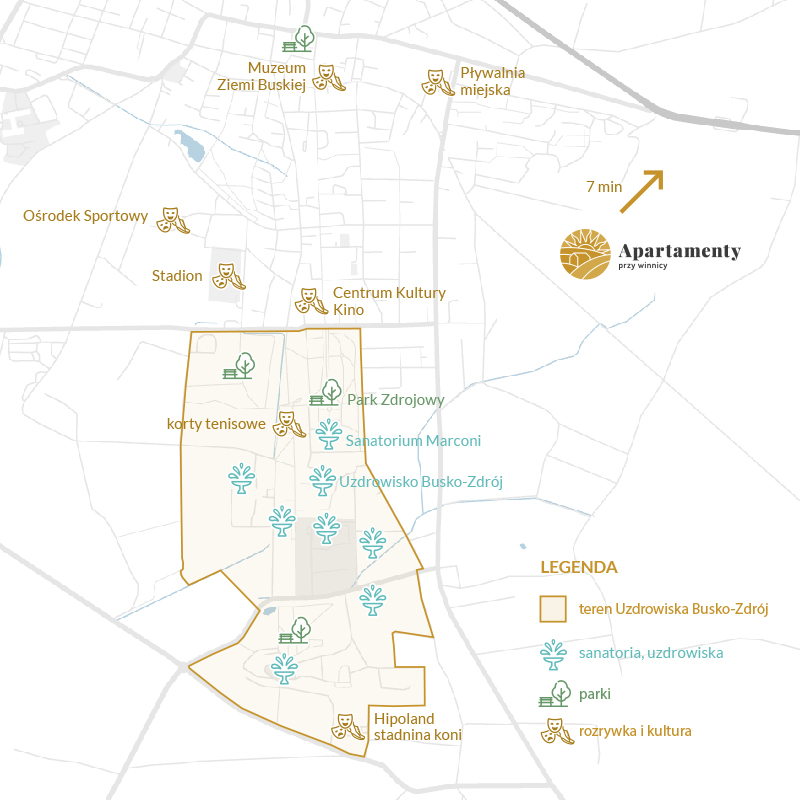 Muzeum
Ziemi Buskiej
Pływalnia
miejska
7 min
Ośrodek Sportowy
Apartamenty
przy winnicy
Stadion
Centrum Kultury
Kino
Park Zdrojowy
korty tenisowe
Sanatorium Marconi
Uzdrowisko Busko-Zdrój
LEGENDA
teren Uzdrowiska Busko-Zdrój
sanatoria, uzdrowiska
parki
Hipoland
stadnina koni
rozrywka i kultura